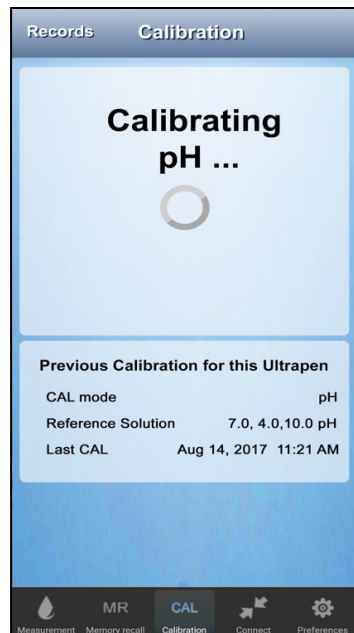 Records Calibration
Calibrating
pH ...
Previous Calibration for this Ultrapen
CAL mode pH
Reference Solution 7.0, 4.0,10.0 pH
Last CAL Aug 14, 2017 11:21 AM
MR CAL
Measurement Memory recall Calibration Connect Preferences